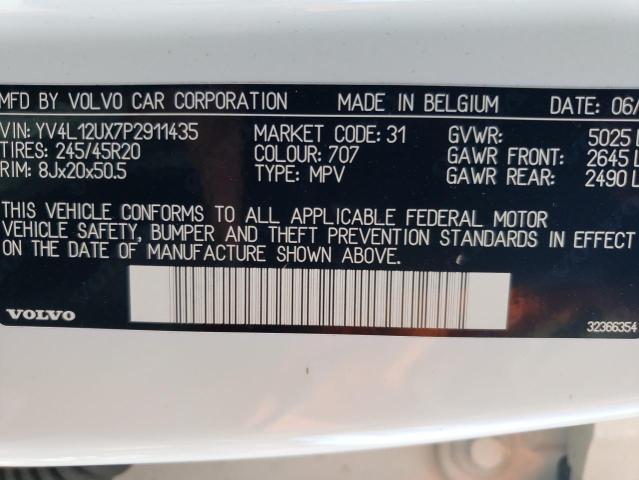 MFD BY VOLVO CAR CORPORATION MADE IN BELGIUM DATE: 06/
VIN: YV4L12UX7P2911435 MARKET CODE: 31 GVWR: 5025 L
TIRES: 245/45R20 COLOUR: 707 GAWR FRONT: 2645 L
RIM: 8Jx20x50.5 TYPE: MPV GAWR REAR: 2490 L
THIS VEHICLE CONFORMS TO ALL APPLICABLE FEDERAL MOTOR
VEHICLE SAFETY, BUMPER AND THEFT PREVENTION STANDARDS IN EFFECT
ON THE DATE OF MANUFACTURE SHOWN ABOVE.
VOLVO 32366354